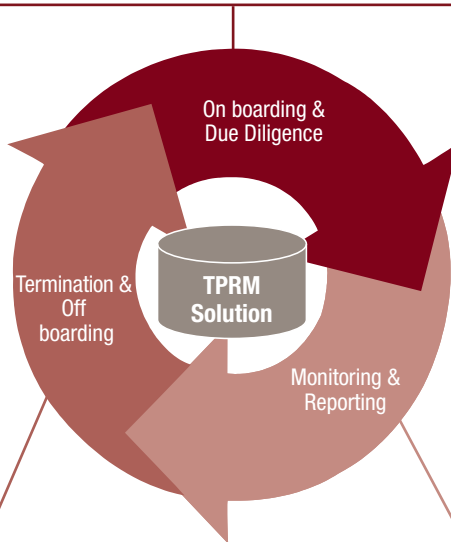 On boarding &
Due Diligence
TPRM
Solution
Termination &
Off
boarding
Monitoring &
Reporting